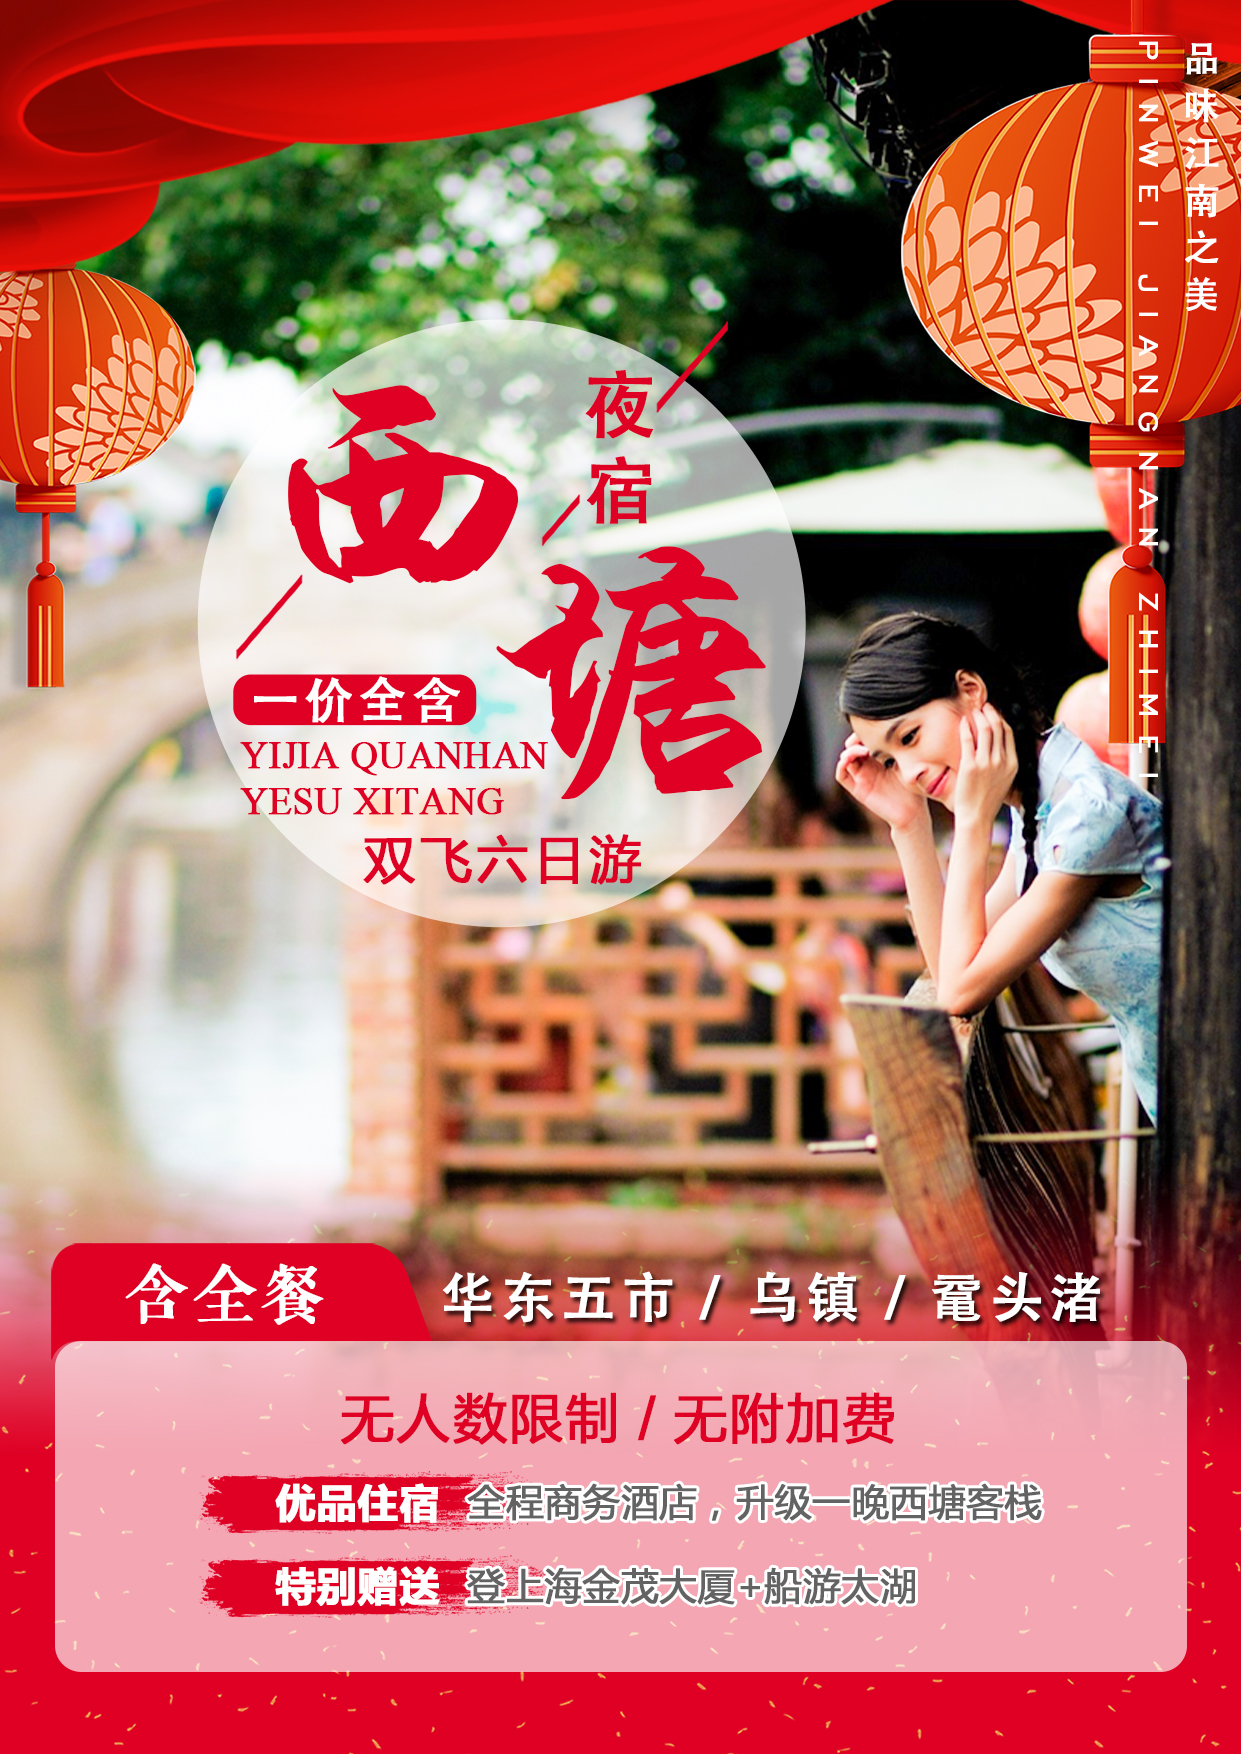 品味江南之美
PINWEI JIANGNAN ZHIMEI
夜宿
西塘
一价全含
YIJIA QUANHAN
YESU XITANG
双飞六日游
含全餐
华东五市 / 乌镇 / 鼋头渚
无人数限制 / 无附加费
优品住宿 全程商务酒店，升级一晚西塘客栈
特别赠送 登上海金茂大厦+船游太湖